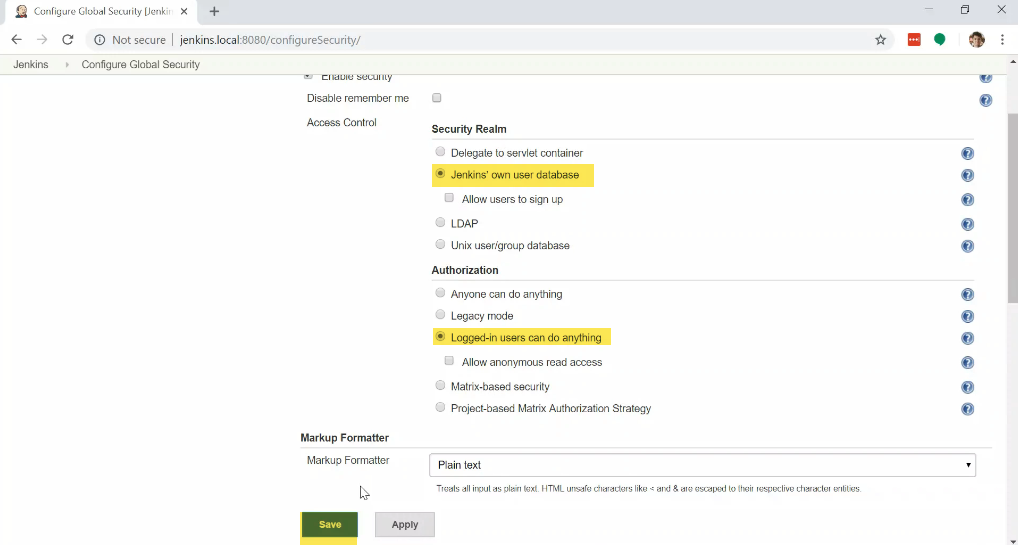 Configure Global Security [Jenkin
Not secure | jenkins.local:8080/configureSecurity/
Jenkins
Configure Global Security
Enable security
Disable remember me
Access Control
Security Realm
Delegate to servlet container
Jenkins' own user database
Allow users to sign up
LDAP
Unix user/group database
Authorization
Anyone can do anything
Legacy mode
Logged-in users can do anything
Allow anonymous read access
Matrix-based security
Project-based Matrix Authorization Strategy
Markup Formatter
Markup Formatter
Plain text
Treats all input as plain text. HTML unsafe characters like < and & are escaped to their respective character entities.
Save
Apply